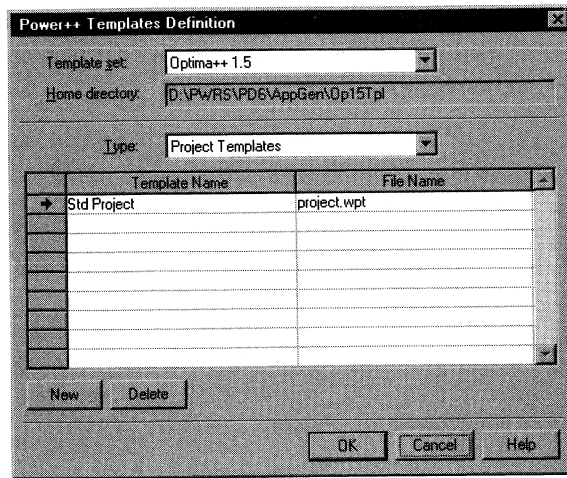 Power++ Templates Definition
Template set: Optima++ 1.5
Home directory: D:\PWRS\PD6\AppGen\Op15Tpl
Type: Project Templates
Template Name File Name
Std Project project.wpt
New Delete
OK Cancel Help